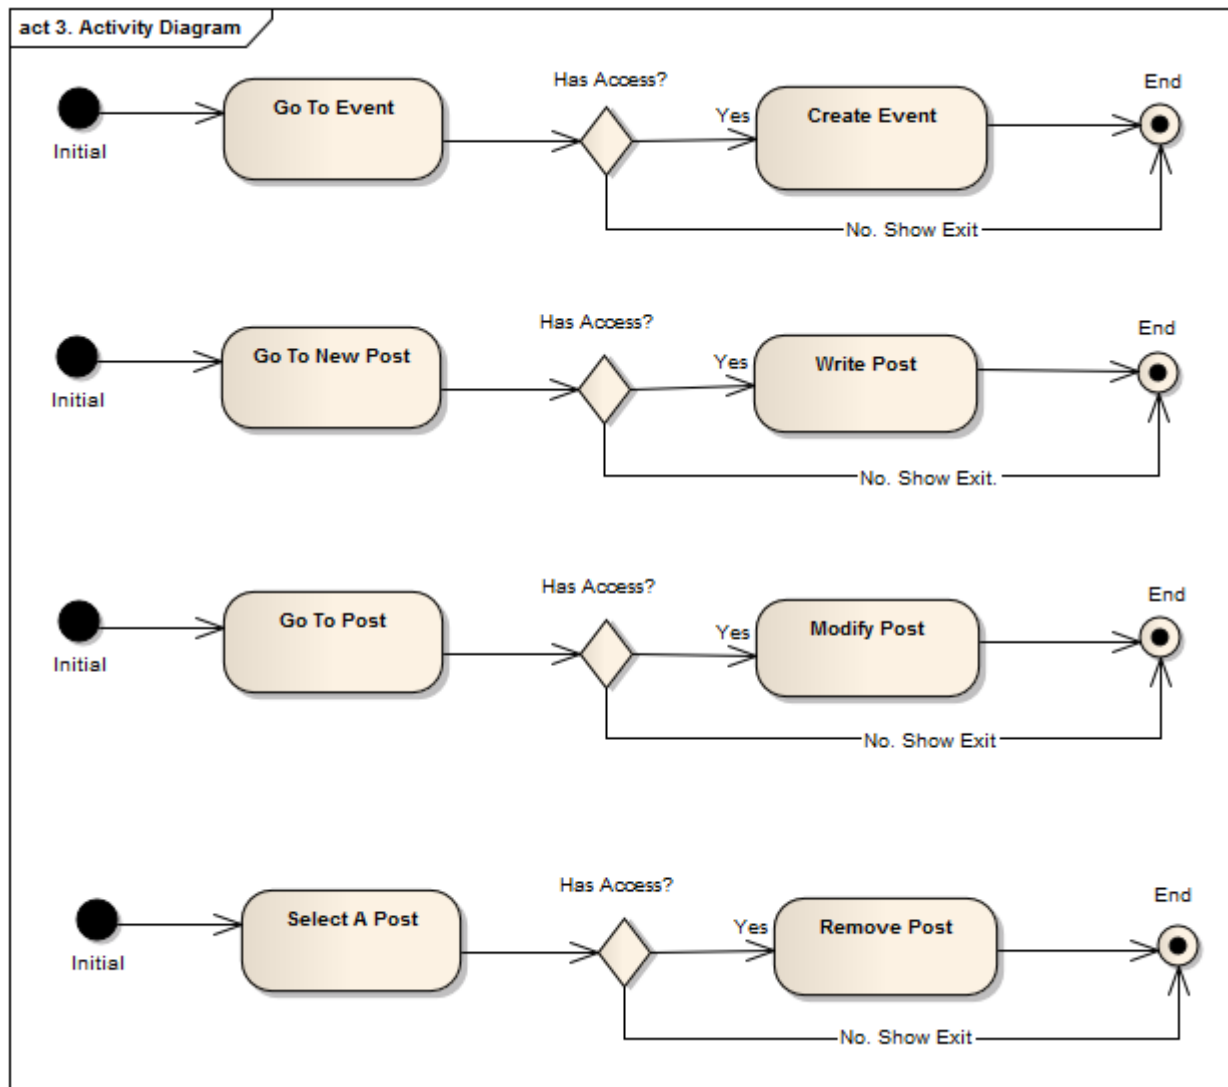 act 3. Activity Diagram
Has Access?
End
Go To Event
Yes
Create Event
Initial
No. Show Exit
Has Access?
End
Go To New Post
Yes
Write Post
Initial
No. Show Exit.
Has Access?
End
Go To Post
Yes
Modify Post
Initial
No. Show Exit
Has Access?
End
Select A Post
Yes
Remove Post
Initial
No. Show Exit